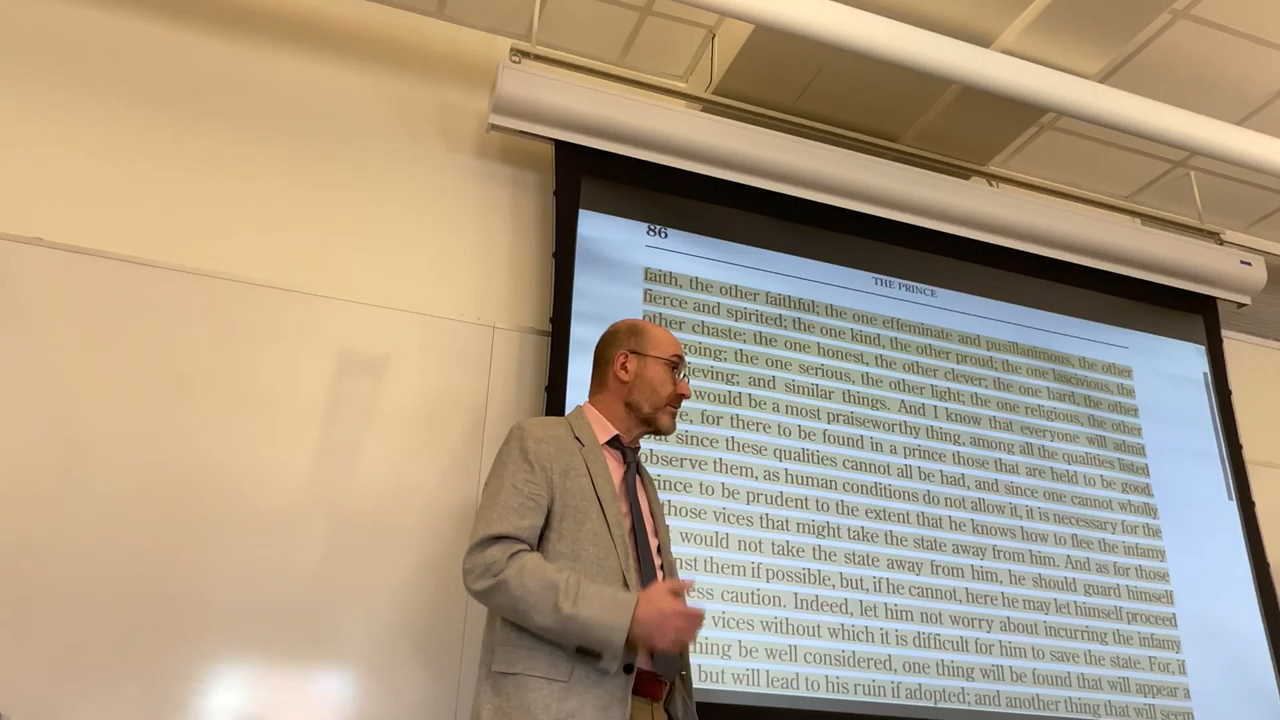 86
THE PRINCE
faith, the other faithful; the one effeminate and pusillanimous, the other
fierce and spirited; the one kind, the other proud; the one lascivious, the
other chaste; the one honest, the other clever; the one hard, the other
going; the one serious, the other light; the one religious, the other
ieving; and similar things. And I know that everyone will admit
would be a most praiseworthy thing, among all the qualities listed
e, for there to be found in a prince those that are held to be good.
But since these qualities cannot all be had, and since one cannot wholly
observe them, as human conditions do not allow it, it is necessary for the
rince to be prudent to the extent that he knows how to flee the infamy
those vices that might take the state away from him. And as for those
would not take the state away from him, he should guard himself
nst them if possible, but, if he cannot, here he may let himself proceed
ess caution. Indeed, let him not worry about incurring the infamy
vices without which it is difficult for him to save the state. For, if
hing be well considered, one thing will be found that will appear a
but will lead to his ruin if adopted; and another thing that will seem